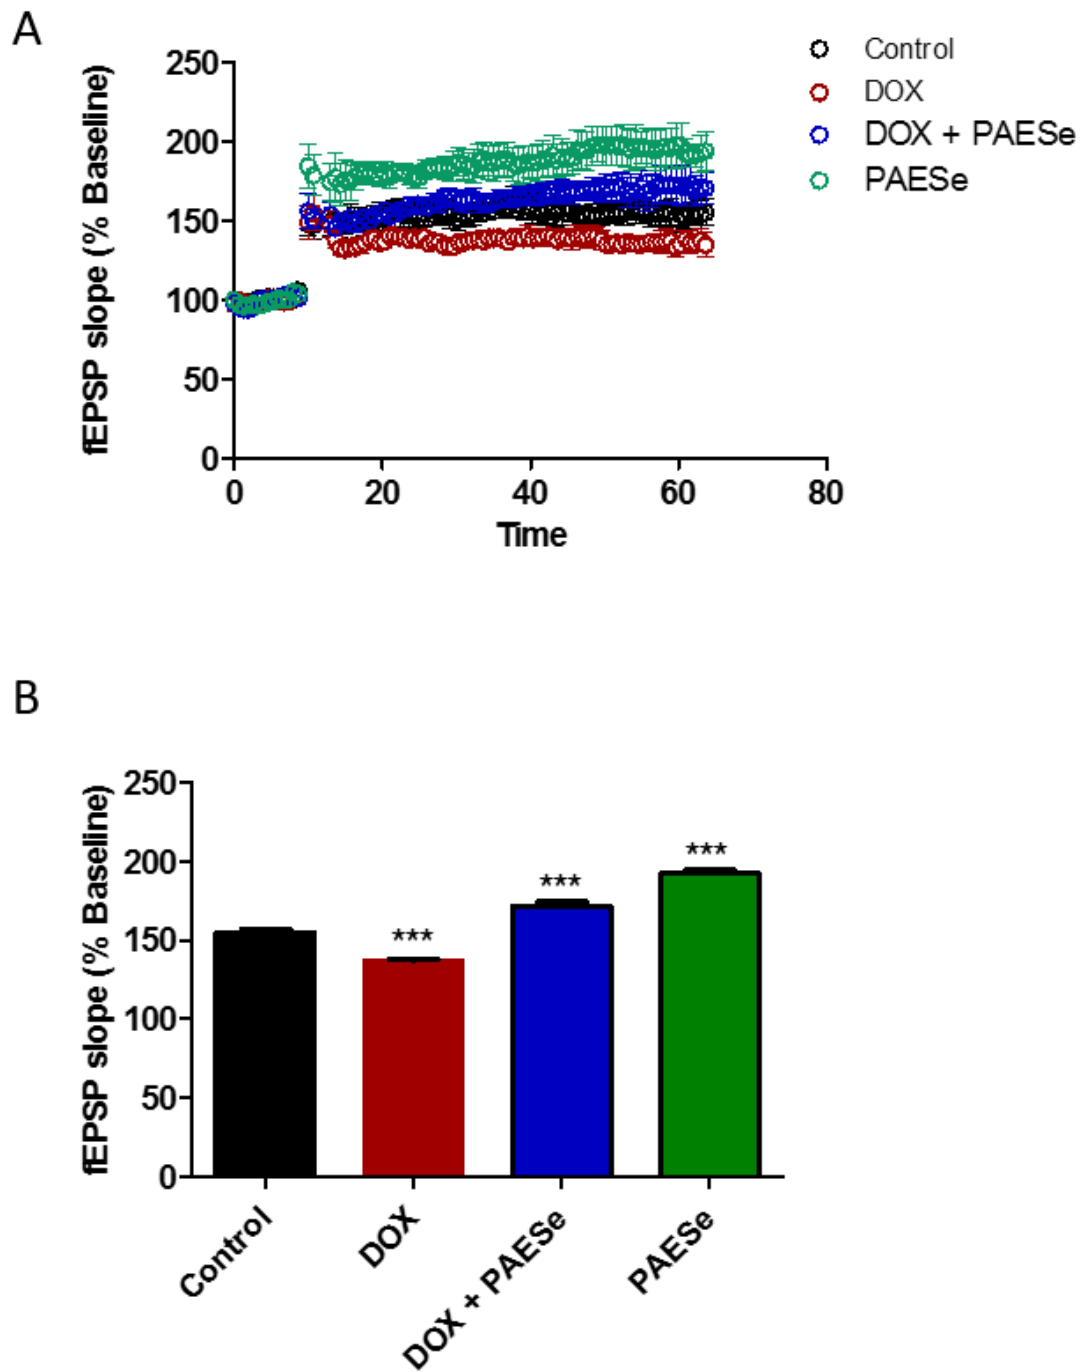 A
fEPSP slope (% Baseline)
250
200
150
100
50
0
0 20 40 60 80
Time
Control
DOX
DOX + PAESe
PAESe
B
fEPSP slope (% Baseline)
250
200
150
100
50
0
***
***
***
Control
DOX
DOX + PAESe
PAESe